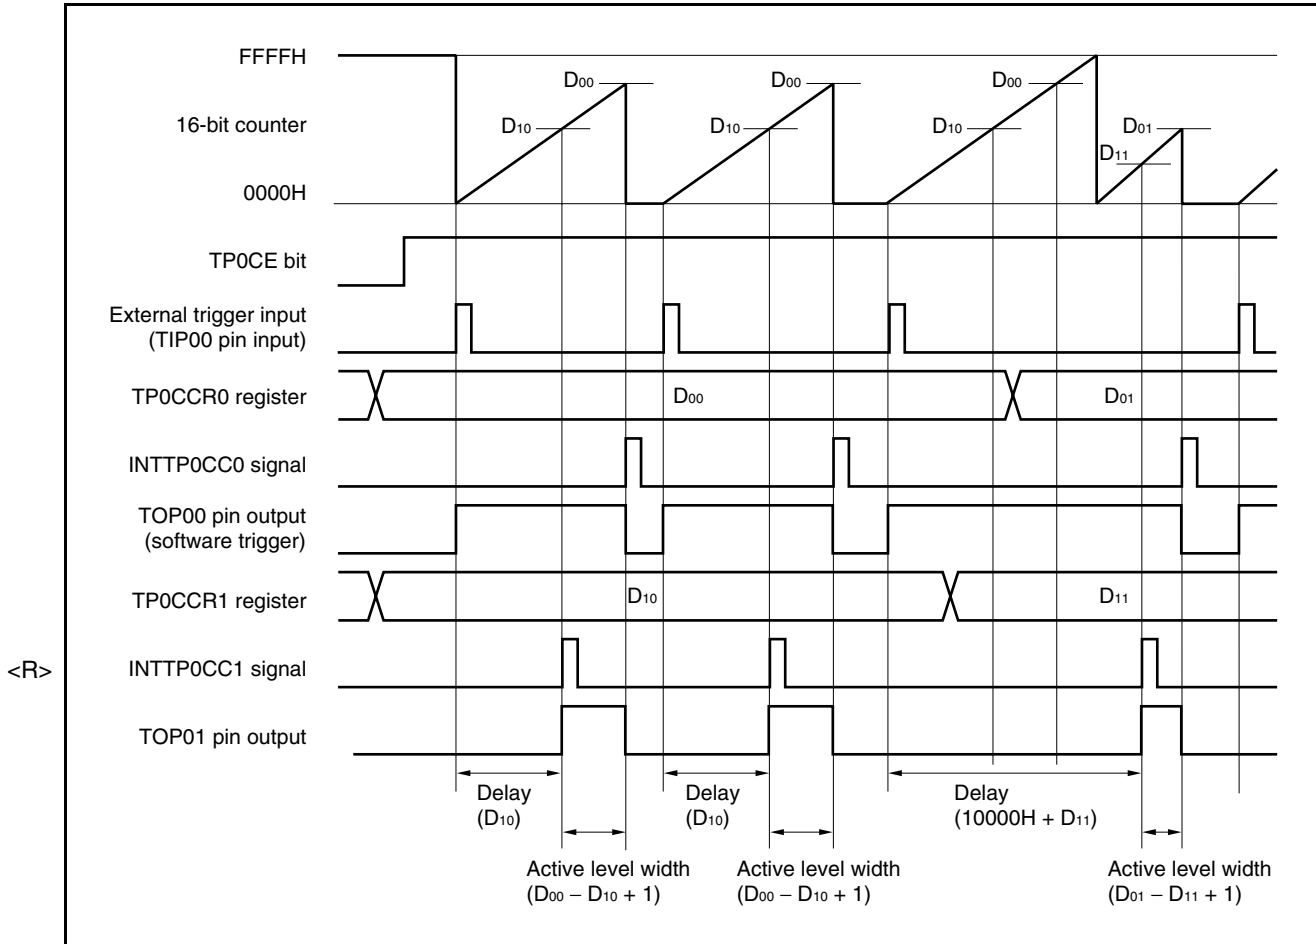 FFFFH
D00 D00 D00
16-bit counter
D10 D10 D10 D01
D11
0000H
TP0CE bit
External trigger input
(TIP00 pin input)
TP0CCR0 register D00 D01
INTTP0CC0 signal
TOP00 pin output
(software trigger)
TP0CCR1 register D10 D11
<R> INTTP0CC1 signal
TOP01 pin output
Delay Delay Delay
(D10) (D10) (10000H + D11)
Active level width Active level width Active level width
(D00 − D10 + 1) (D00 − D10 + 1) (D01 − D11 + 1)